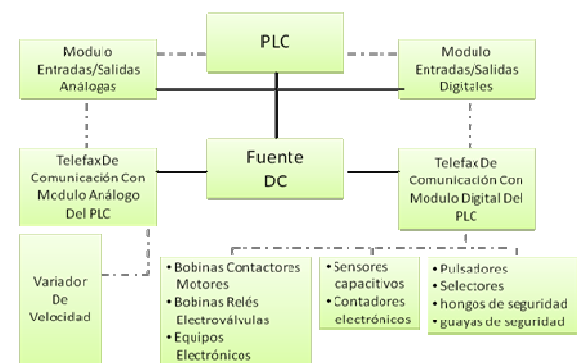 PLC
Modulo
Entradas/Salidas
Análogas
Modulo
Entradas/Salidas
Digitales
Fuente
DC
TelefaxDe
Comunicación Con
Modulo Análogo
Del PLC
Telefax De
Comunicación Con
Modulo Digital Del
PLC
Variador
De
Velocidad
• Bobinas Contactores
Motores
• Bobinas Relés
Electroválvulas
• Equipos
Electrónicos
• Sensores
capacitivos
• Contadores
electrónicos
• Pulsadores
• Selectores
• hongos de seguridad
• guayas de seguridad